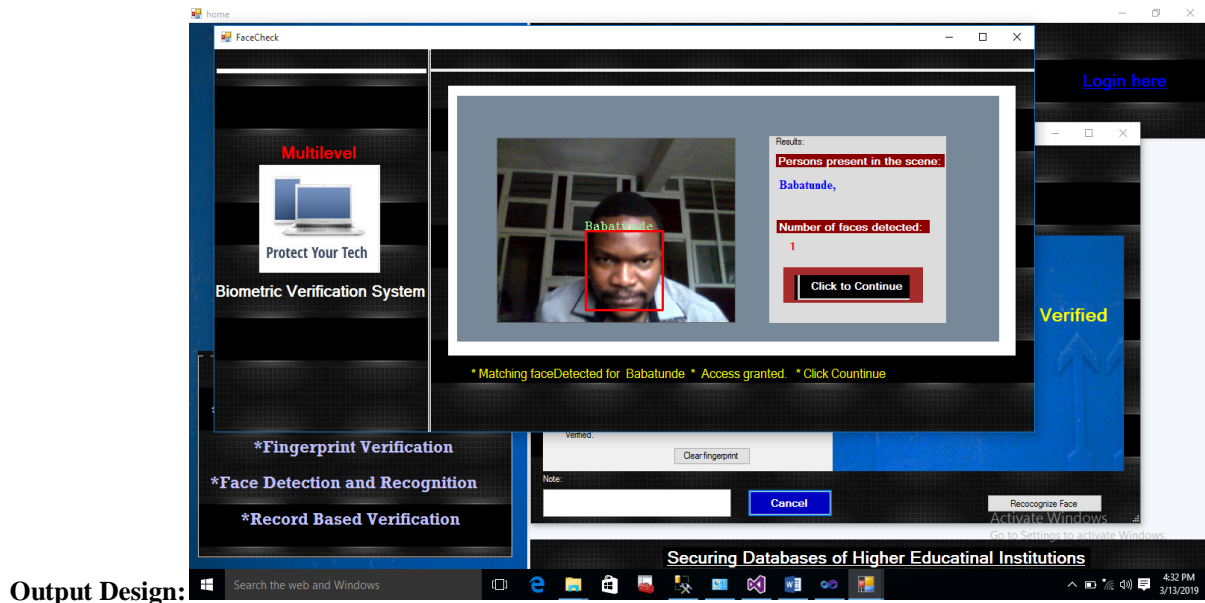 home
FaceCheck
Login here
Multilevel
Protect Your Tech
Biometric Verification System
Babatunde
Results:
Persons present in the scene:
Babatunde,
Number of faces detected:
1
Click to Continue
Verified
* Matching faceDetected for Babatunde * Access granted. * Click Countinue
*Fingerprint Verification
*Face Detection and Recognition
*Record Based Verification
Verified.
Clear fingerprint
Note:
Cancel
Recocognize Face
Activate Windows
Go to Settings to activate Windows.
Securing Databases of Higher Educatinal Institutions
Output Design:
Search the web and Windows
4:32 PM
3/13/2019